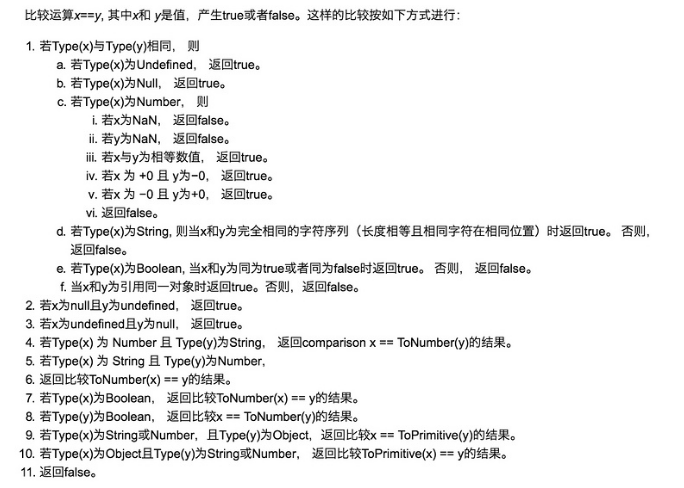 比较运算x==y, 其中x和 y是值，产生true或者false。这样的比较按如下方式进行：
1. 若Type(x)与Type(y)相同， 则
a. 若Type(x)为Undefined， 返回true。
b. 若Type(x)为Null， 返回true。
c. 若Type(x)为Number， 则
i. 若x为NaN， 返回false。
ii. 若y为NaN， 返回false。
iii. 若x与y为相等数值， 返回true。
iv. 若x 为 +0 且 y为−0， 返回true。
v. 若x 为 −0 且 y为+0， 返回true。
vi. 返回false。
d. 若Type(x)为String, 则当x和y为完全相同的字符序列（长度相等且相同字符在相同位置）时返回true。 否则，
返回false。
e. 若Type(x)为Boolean, 当x和y为同为true或者同为false时返回true。 否则， 返回false。
f. 当x和y为引用同一对象时返回true。否则，返回false。
2. 若x为null且y为undefined， 返回true。
3. 若x为undefined且y为null， 返回true。
4. 若Type(x) 为 Number 且 Type(y)为String， 返回comparison x == ToNumber(y)的结果。
5. 若Type(x) 为 String 且 Type(y)为Number,
6. 返回比较ToNumber(x) == y的结果。
7. 若Type(x)为Boolean， 返回比较ToNumber(x) == y的结果。
8. 若Type(y)为Boolean， 返回比较x == ToNumber(y)的结果。
9. 若Type(x)为String或Number，且Type(y)为Object，返回比较x == ToPrimitive(y)的结果。
10. 若Type(x)为Object且Type(y)为String或Number， 返回比较ToPrimitive(x) == y的结果。
11. 返回false。